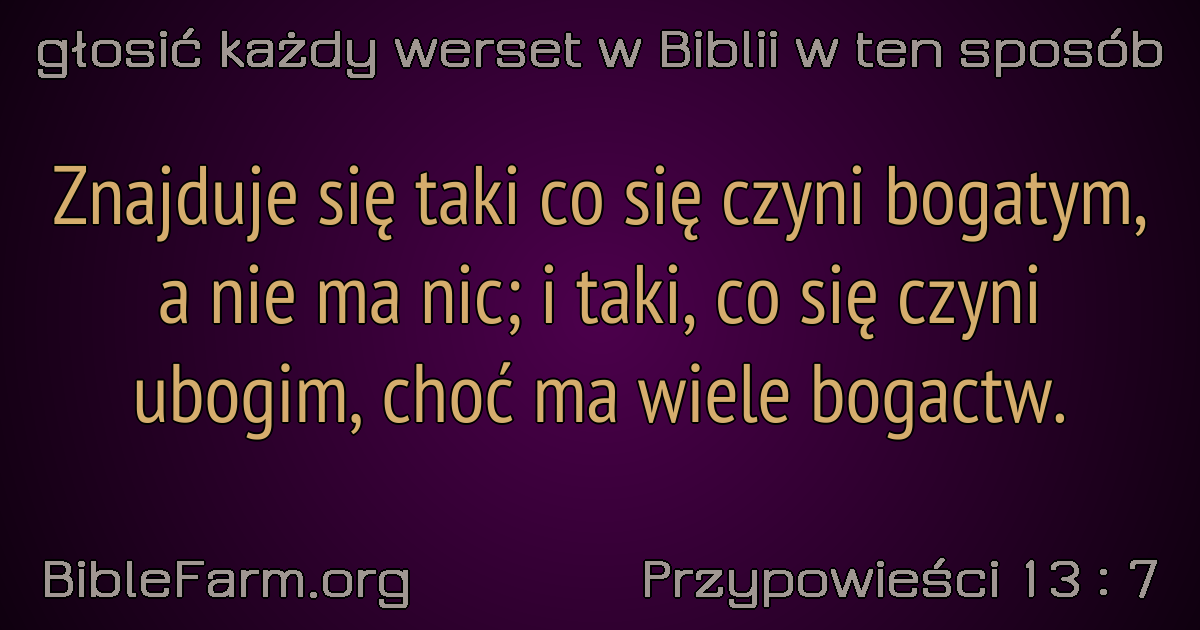 głosić każdy werset w Biblii w ten sposób
Znajduje się taki co się czyni bogatym,
a nie ma nic; i taki, co się czyni
ubogim, choć ma wiele bogactw.
BibleFarm.org
Przypowieści 13 : 7